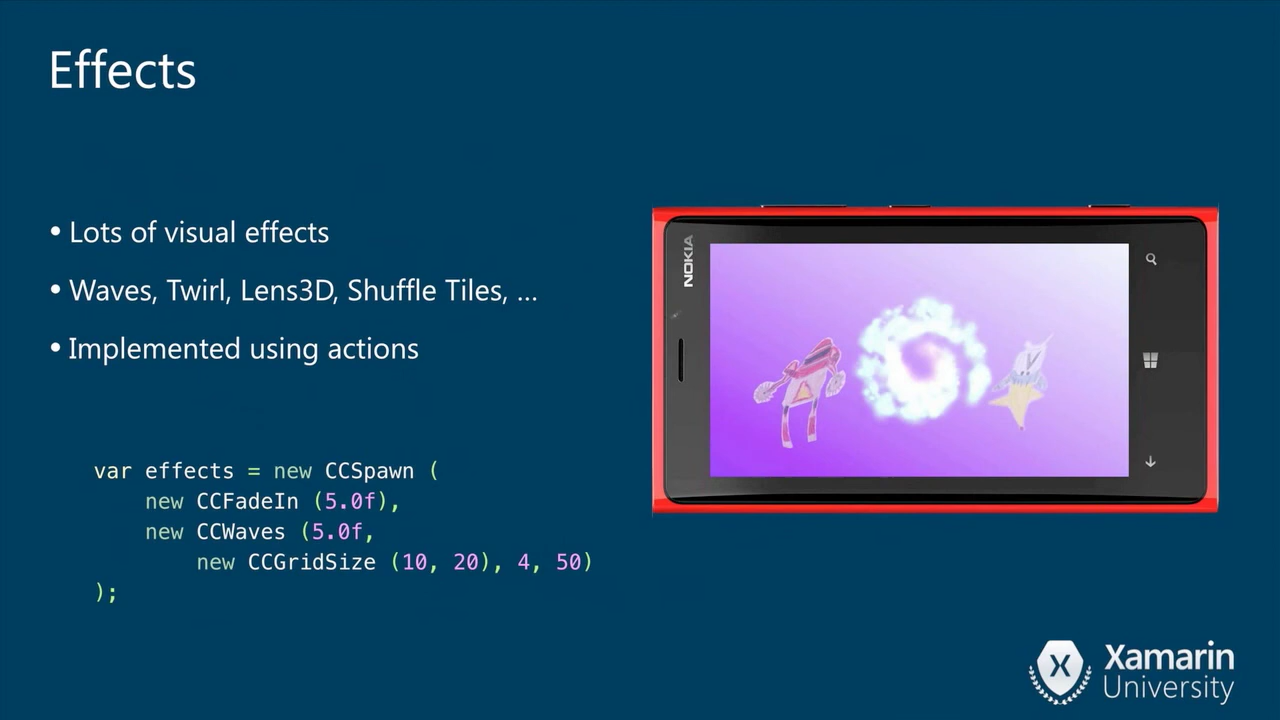 Effects
• Lots of visual effects
• Waves, Twirl, Lens3D, Shuffle Tiles, ...
• Implemented using actions
var effects = new CCSpawn (
    new CCFadeIn (5.0f),
    new CCWaves (5.0f,
        new CCGridSize (10, 20), 4, 50)
);
NOKIA
X
Xamarin
University